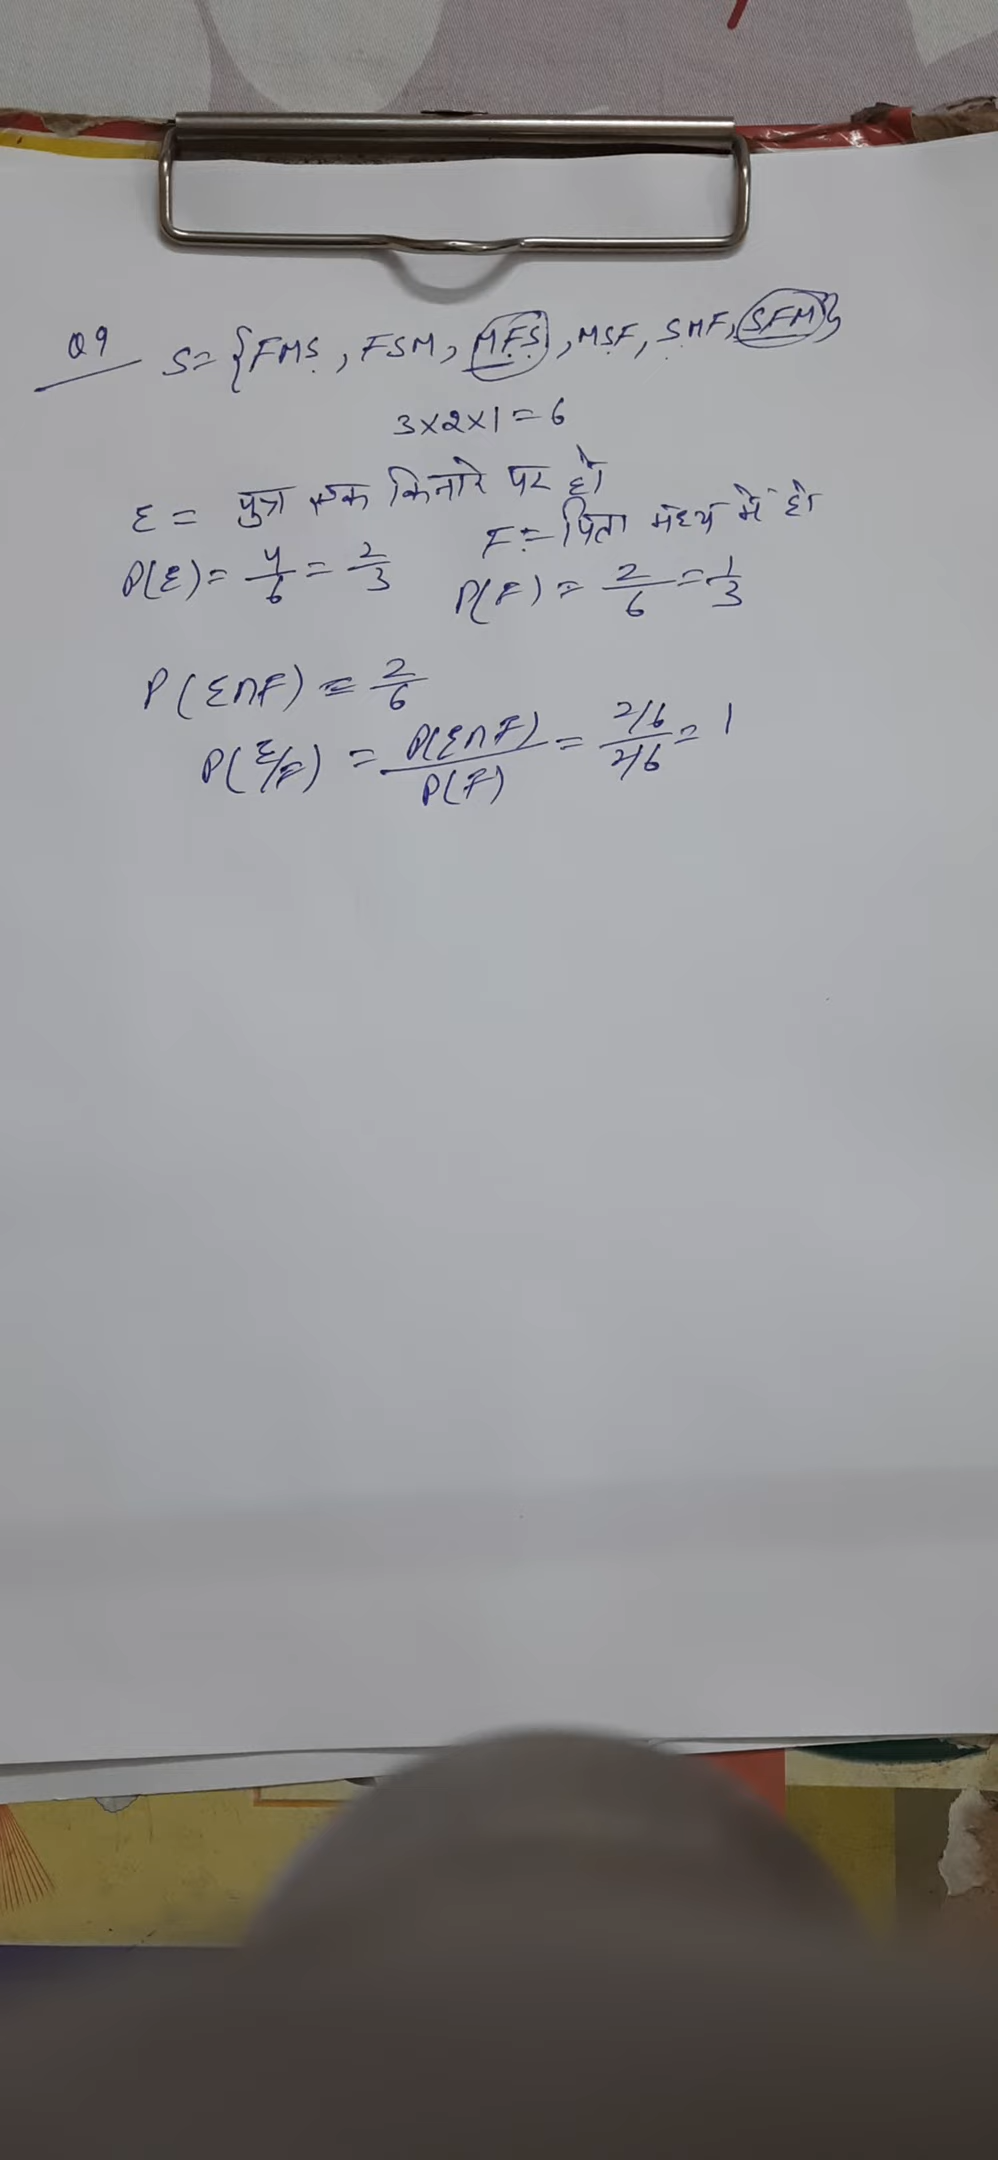 Q9 S = {FMS, FSM, MFS, MSF, SMF, SFM}
3×2×1 = 6
E = पुत्र एक किनारे पर हो
F = पिता मध्य में हो
P(E) = 4/6 = 2/3 P(F) = 2/6 = 1/3
P(E∩F) = 2/6
P(E/F) = P(E∩F)/P(F) = 2/6/2/6 = 1